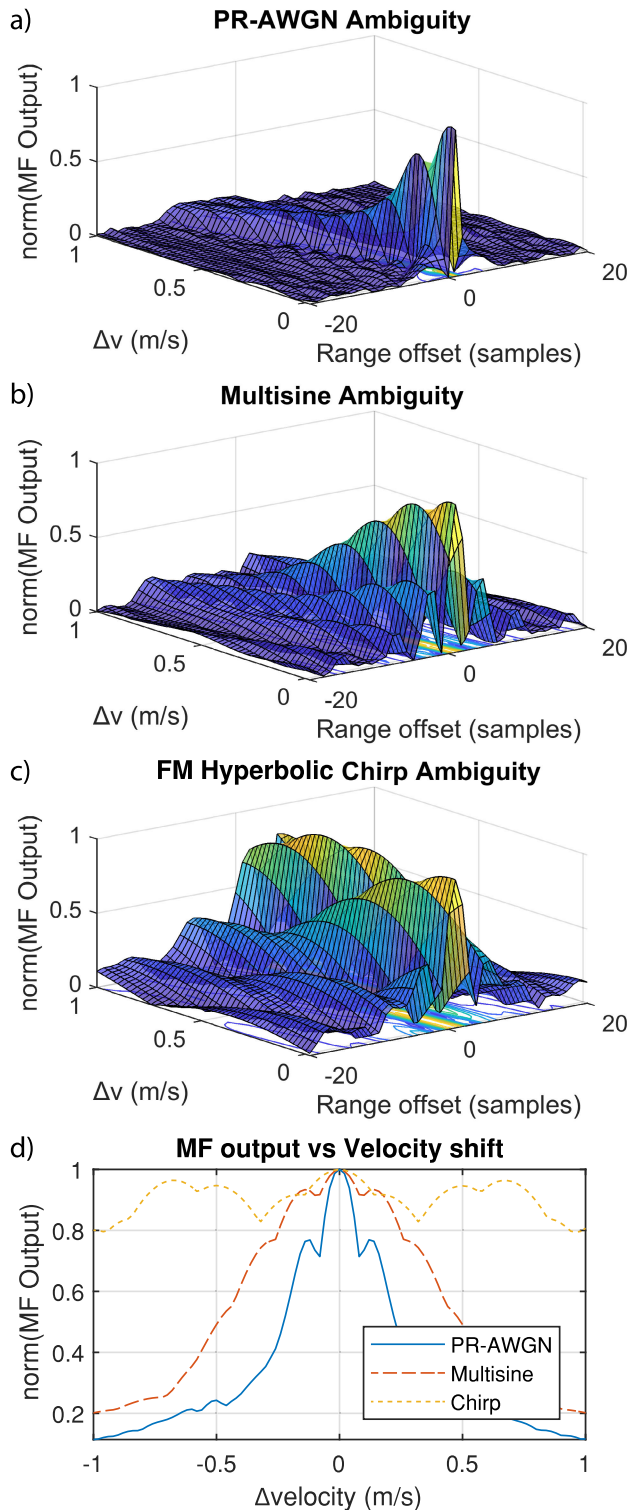 a)
PR-AWGN Ambiguity
norm(MF Output)
1
0.5
0
1
0.5
0
Δv (m/s)
-20
0
20
Range offset (samples)
b)
Multisine Ambiguity
norm(MF Output)
1
0.5
0
1
0.5
0
Δv (m/s)
-20
0
20
Range offset (samples)
c)
FM Hyperbolic Chirp Ambiguity
norm(MF Output)
1
0.5
0
1
0.5
0
Δv (m/s)
-20
0
20
Range offset (samples)
d)
MF output vs Velocity shift
norm(MF Output)
1
0.8
0.6
0.4
0.2
PR-AWGN
Multisine
Chirp
-1
-0.5
0
0.5
1
Δvelocity (m/s)